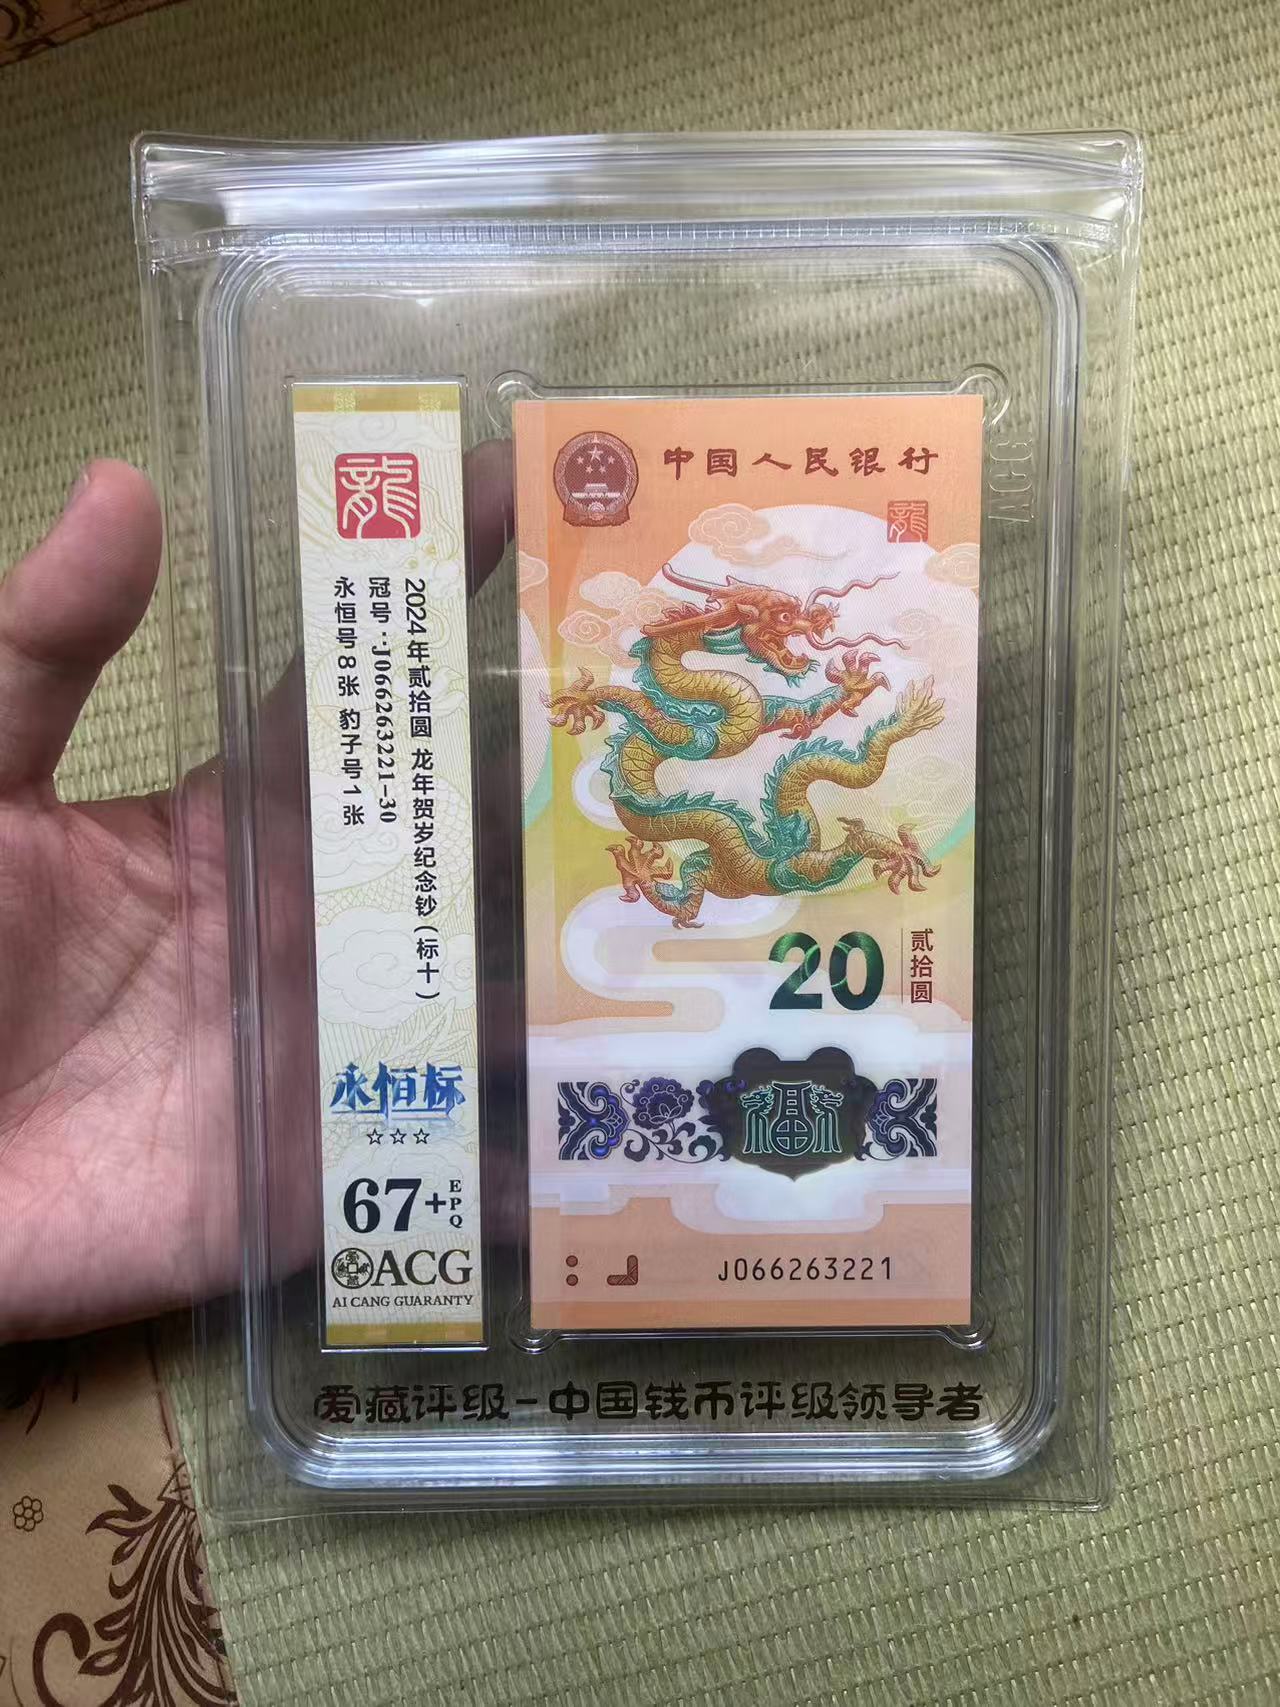 龍
2024年贰拾圆 龙年贺岁纪念钞(标十)
冠号:J066263221-30
永恒号8张 豹子号1张
永恒标
☆☆☆
67+ EPQ
ACG
AI CANG GUARANTY
中国人民银行
龍
20
贰拾圆
福
J066263221
ACG
爱藏评级-中国钱币评级领导者